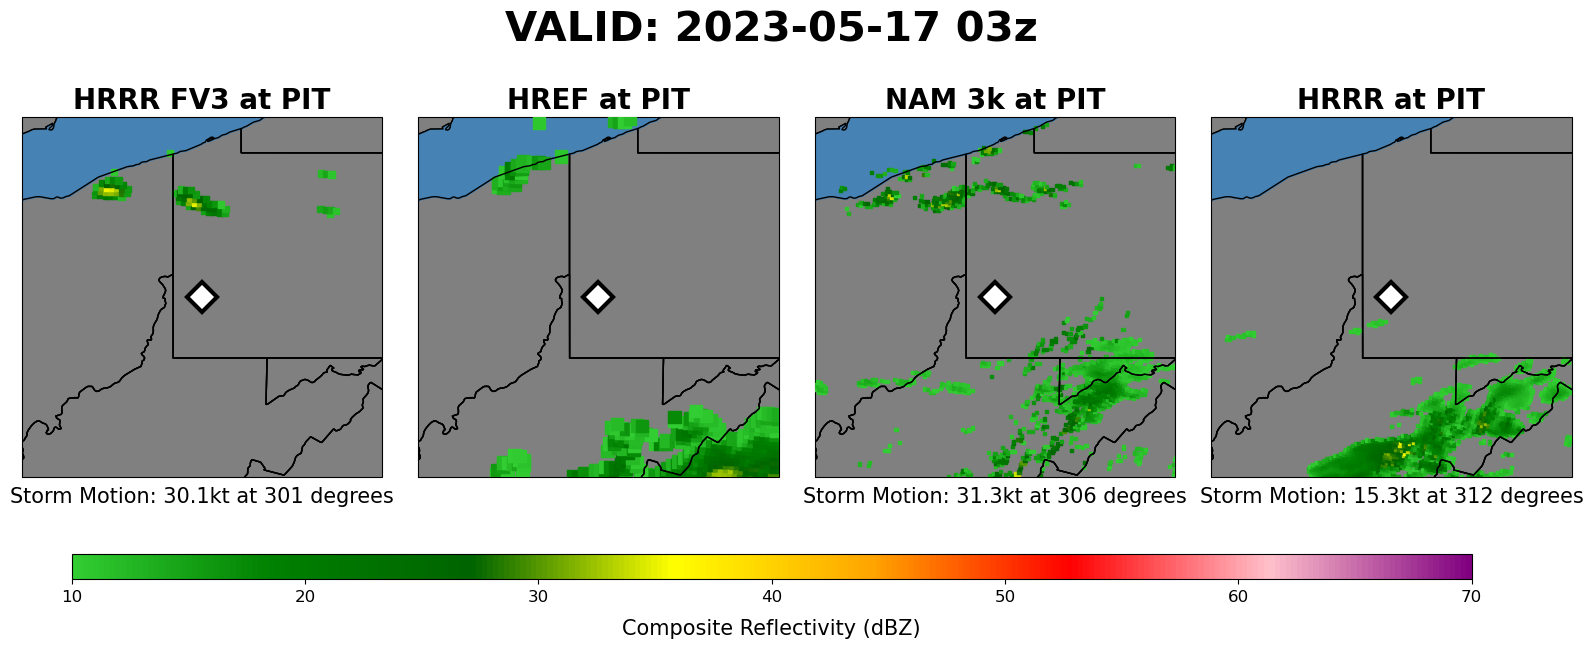 VALID: 2023-05-17 03z
HRRR FV3 at PIT
HREF at PIT
NAM 3k at PIT
HRRR at PIT
Storm Motion: 30.1kt at 301 degrees
Storm Motion: 31.3kt at 306 degrees
Storm Motion: 15.3kt at 312 degrees
10 20 30 40 50 60 70
Composite Reflectivity (dBZ)